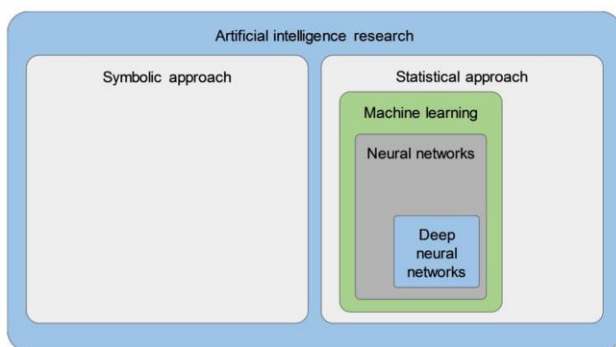 Artificial intelligence research
Symbolic approach
Statistical approach
Machine learning
Neural networks
Deep
neural
networks